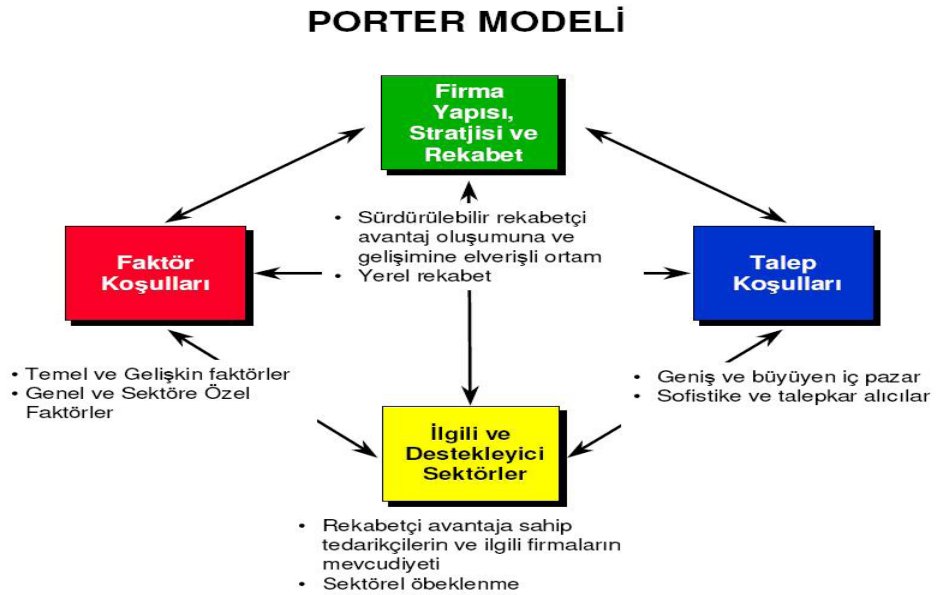 PORTER MODELİ
Firma
Yapısı,
Stratjisi ve
Rekabet
• Sürdürülebilir rekabetçi
avantaj oluşumuna ve
gelişimine elverişli ortam
• Yerel rekabet
Faktör
Koşulları
Talep
Koşulları
• Temel ve Gelişkin faktörler
• Genel ve Sektöre Özel
Faktörler
• Geniş ve büyüyen iç pazar
• Sofistike ve talepkar alıcılar
İlgili ve
Destekleyici
Sektörler
• Rekabetçi avantaja sahip
tedarikçilerin ve ilgili firmaların
mevcudiyeti
• Sektörel öbeklenme